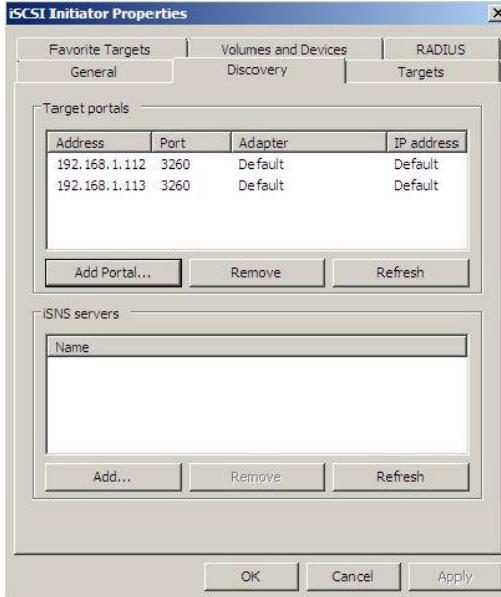 iSCSI Initiator Properties
Favorite Targets Volumes and Devices RADIUS
General Discovery Targets
Target portals
Address Port Adapter IP address
192.168.1.112 3260 Default Default
192.168.1.113 3260 Default Default
Add Portal... Remove Refresh
iSNS servers
Name
Add... Remove Refresh
OK Cancel Apply